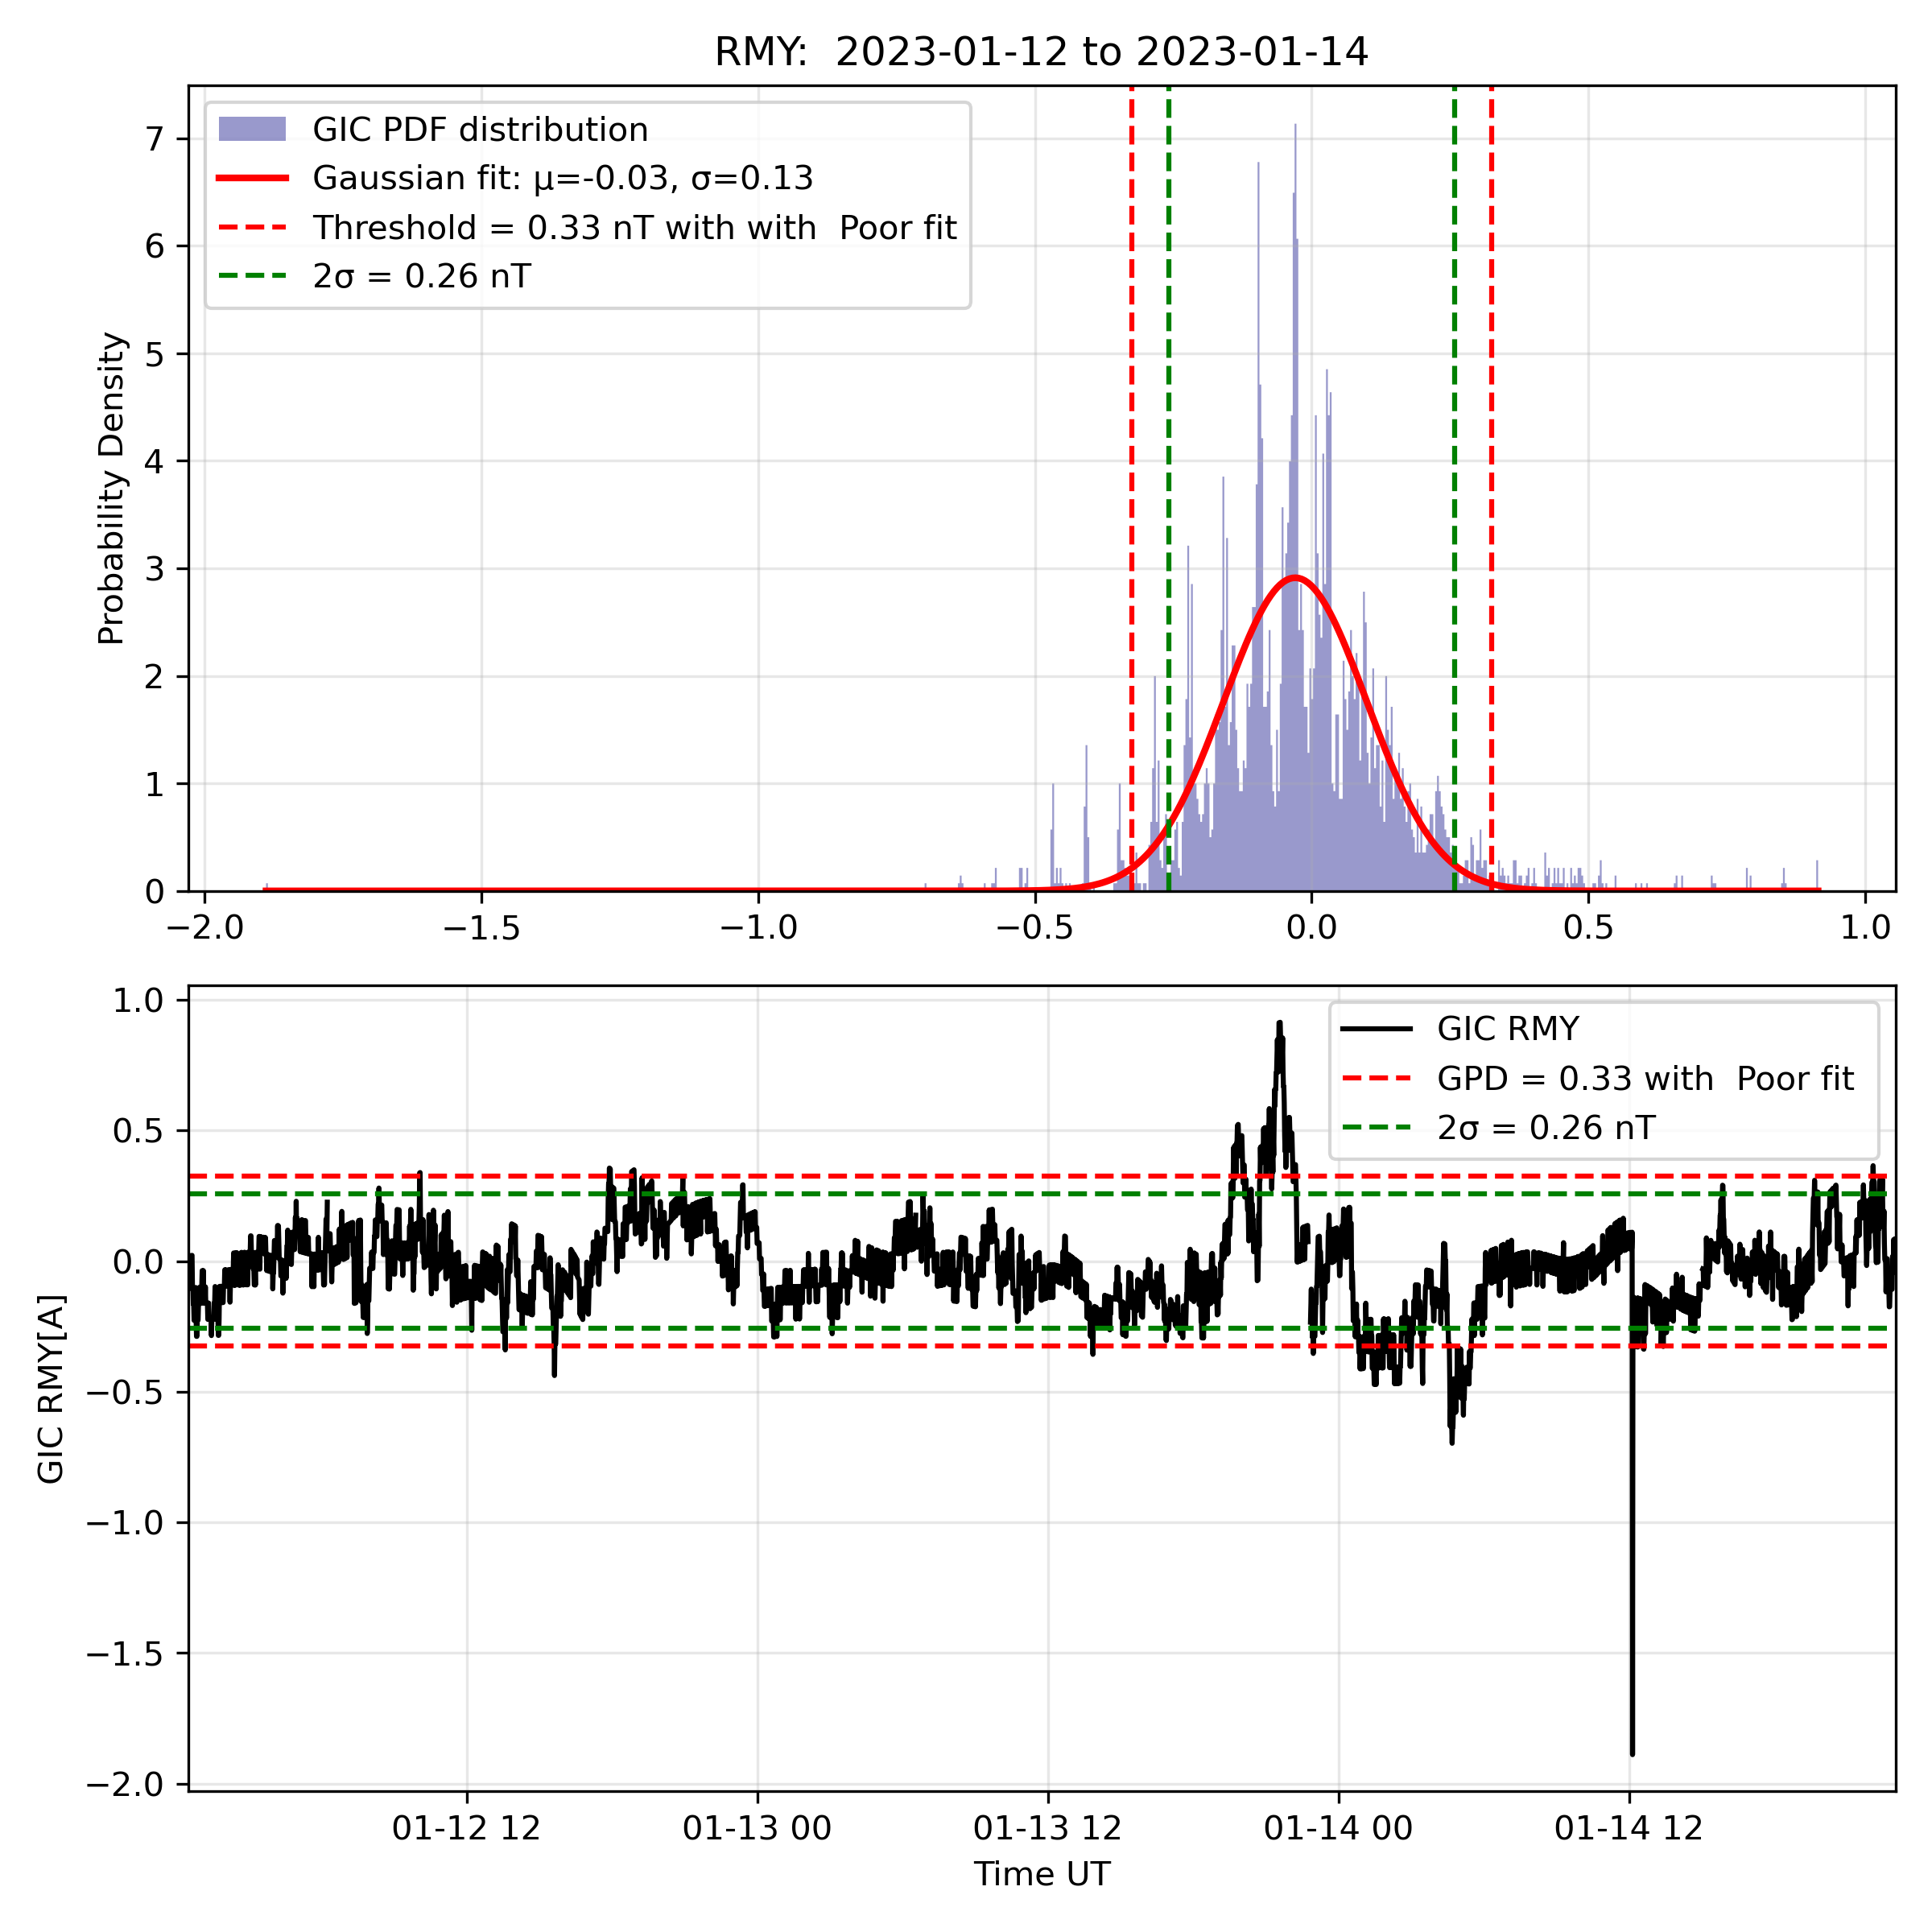 RMY:  2023-01-12 to 2023-01-14
GIC PDF distribution
Gaussian fit: μ=-0.03, σ=0.13
Threshold = 0.33 nT with with  Poor fit
2σ = 0.26 nT
Probability Density
7
6
5
4
3
2
1
0
−2.0
−1.5
−1.0
−0.5
0.0
0.5
1.0
GIC RMY
GPD = 0.33 with  Poor fit
2σ = 0.26 nT
GIC RMY[A]
1.0
0.5
0.0
−0.5
−1.0
−1.5
−2.0
01-12 12
01-13 00
01-13 12
01-14 00
01-14 12
Time UT